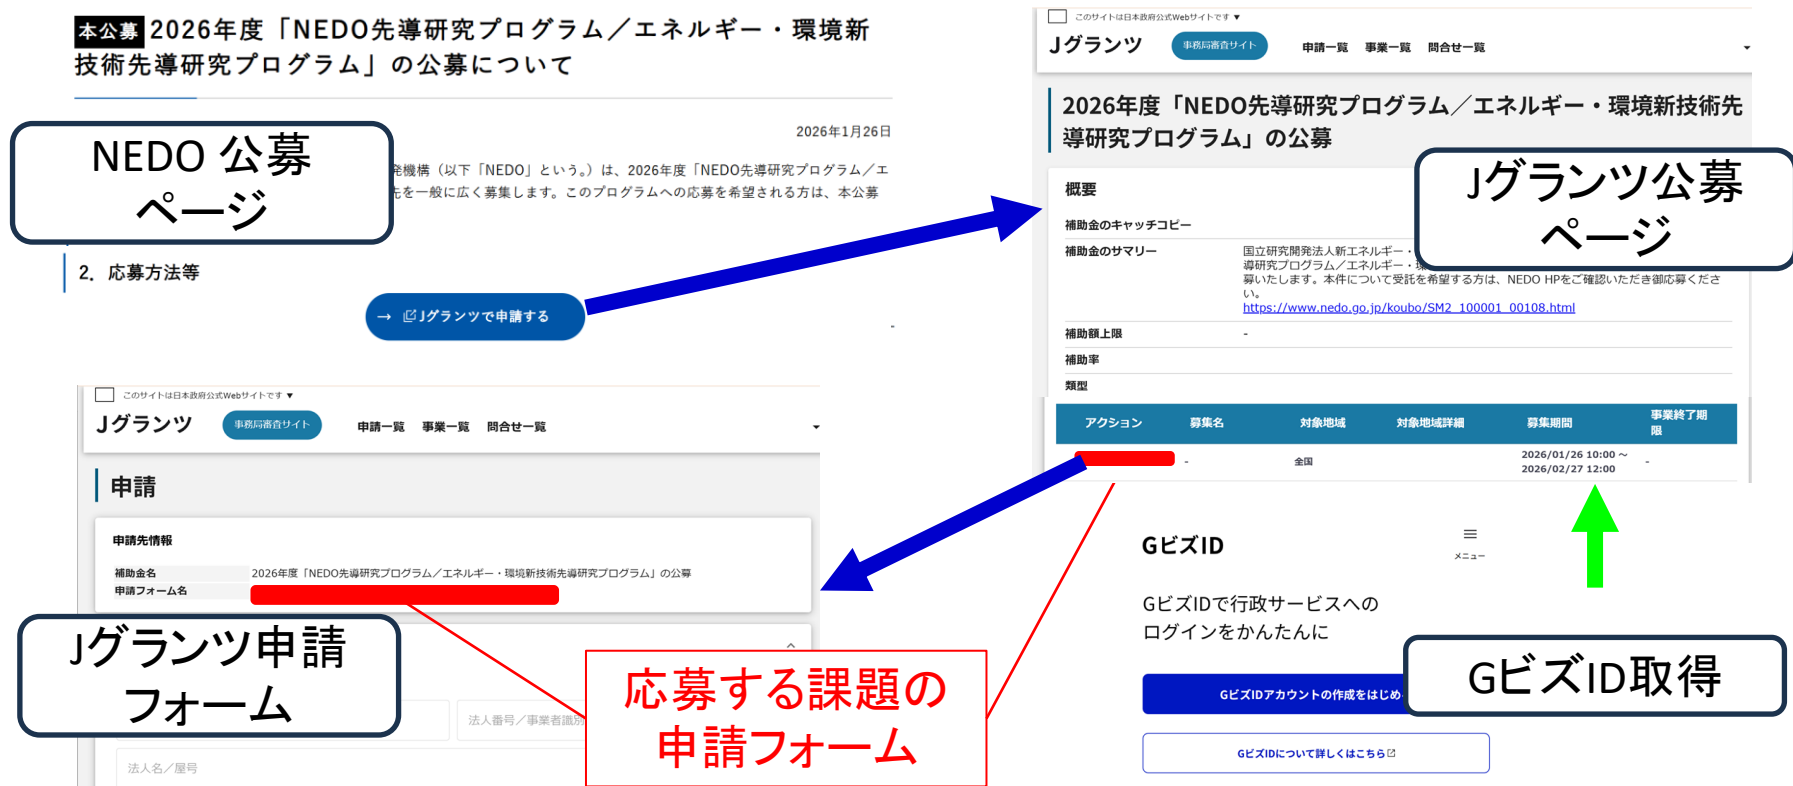 本公募 2026年度「NEDO先導研究プログラム／エネルギー・環境新
技術先導研究プログラム」の公募について
2026年1月26日
NEDO 公募
ページ
発機構（以下「NEDO」という。）は、2026年度「NEDO先導研究プログラム／エ
先を一般に広く募集します。このプログラムへの応募を希望される方は、本公募
2. 応募方法等
→ Jグランツで申請する
このサイトは日本政府公式Webサイトです ▼
Jグランツ 事務局審査サイト 申請一覧 事業一覧 問合せ一覧
2026年度「NEDO先導研究プログラム／エネルギー・環境新技術先
導研究プログラム」の公募
Jグランツ公募
ページ
概要
補助金のキャッチコピー
補助金のサマリー 国立研究開発法人新エネルギー・
導研究プログラム／エネルギー・環
募いたします。本件について受託を希望する方は、NEDO HPをご確認いただき御応募くださ
い。
https://www.nedo.go.jp/koubo/SM2_100001_00108.html
補助額上限 -
補助率
類型
アクション 募集名 対象地域 対象地域詳細 募集期間 事業終了期
限
- 全国 2026/01/26 10:00 ～
2026/02/27 12:00 -
このサイトは日本政府公式Webサイトです ▼
Jグランツ 事務局審査サイト 申請一覧 事業一覧 問合せ一覧
申請
申請先情報
補助金名 2026年度「NEDO先導研究プログラム／エネルギー・環境新技術先導研究プログラム」の公募
申請フォーム名
Jグランツ申請
フォーム
法人番号／事業者識別
法人名／屋号
応募する課題の
申請フォーム
GビズID
メニュー
GビズIDで行政サービスへの
ログインをかんたんに
GビズIDアカウントの作成をはじめ
GビズID取得
GビズIDについて詳しくはこちら